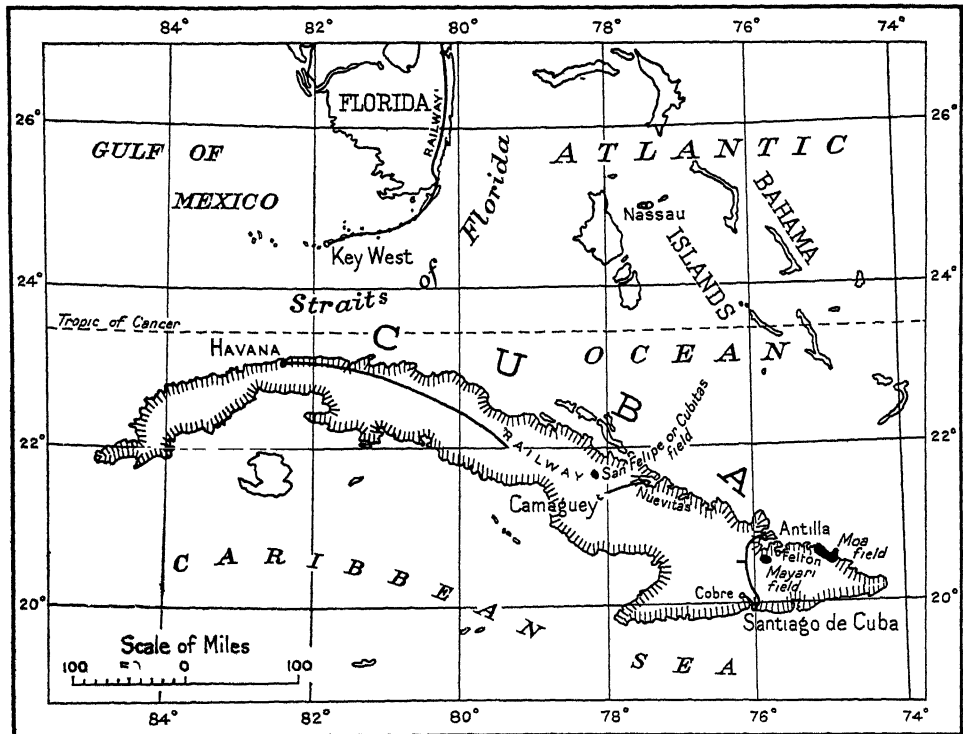 84° 82° 80° 78° 76° 74°
26°
26°
FLORIDA
RAILWAY
GULF OF
MEXICO
ATLANTIC
Straits of Florida
Nassau
BAHAMA
ISLANDS
Key West
24°
24°
Tropic of Cancer
HAVANA
OCEAN
CUBA
22°
22°
RAILWAY
San Felipe or Cubitas
field
Camaguey
Nuevitas
Antilla
Felton
Moa
field
Mayari
field
Cobre
Santiago de Cuba
CARIBBEAN
SEA
20°
20°
Scale of Miles
100 0 100
84° 82° 80° 78° 76° 74°